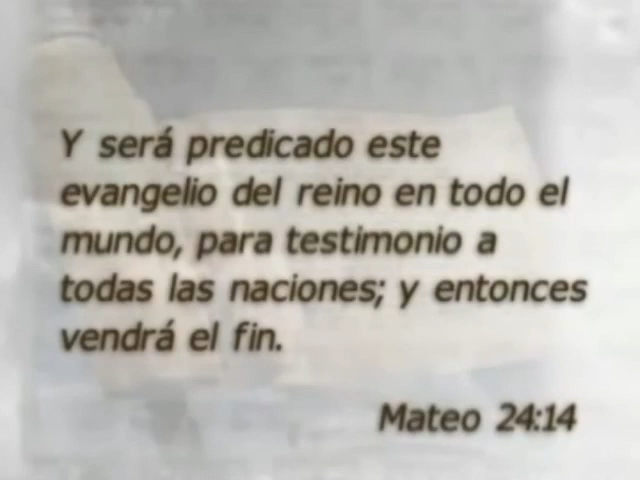 Y será predicado este
evangelio del reino en todo el
mundo, para testimonio a
todas las naciones; y entonces
vendrá el fin.
Mateo 24:14